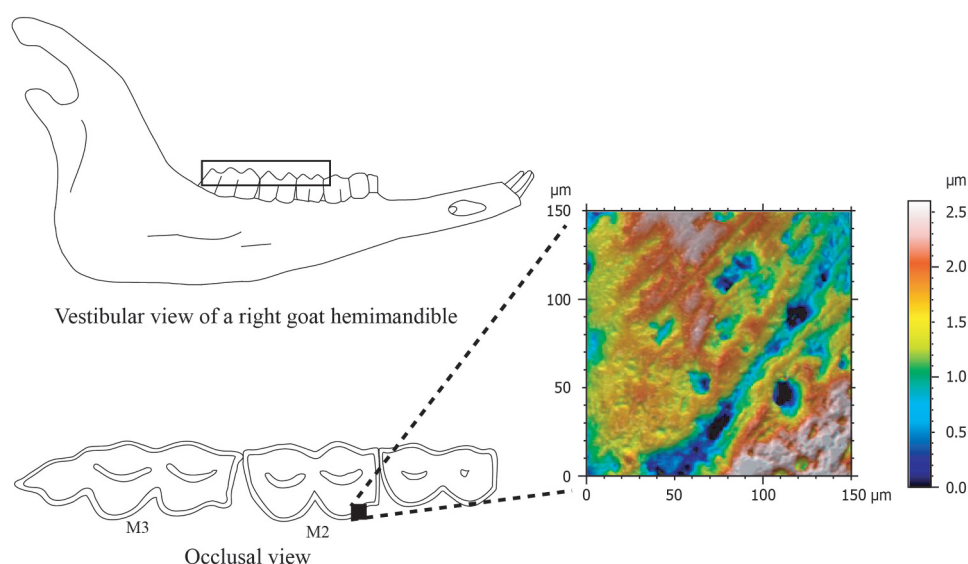 Vestibular view of a right goat hemimandible
M3
M2
Occlusal view
µm
150
100
50
0
0
50
100
150
µm
µm
2.5
2.0
1.5
1.0
0.5
0.0